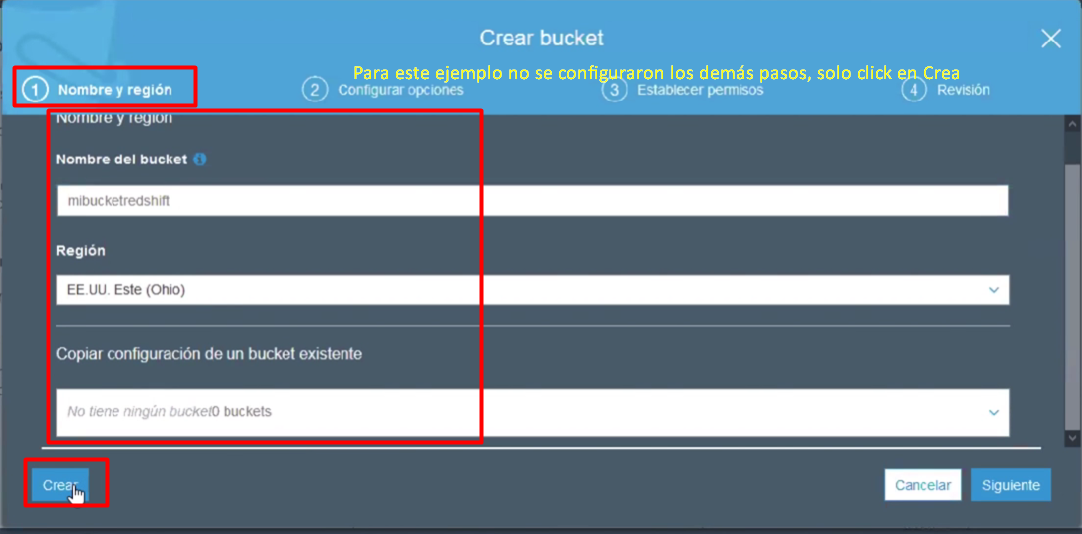 Crear bucket
Para este ejemplo no se configuraron los demás pasos, solo click en Crea
1 Nombre y región
2 Configurar opciones
3 Establecer permisos
4 Revisión
Nombre y región
Nombre del bucket
mibucketredshift
Región
EE.UU. Este (Ohio)
Copiar configuración de un bucket existente
No tiene ningún bucket0 buckets
Crear
Cancelar
Siguiente